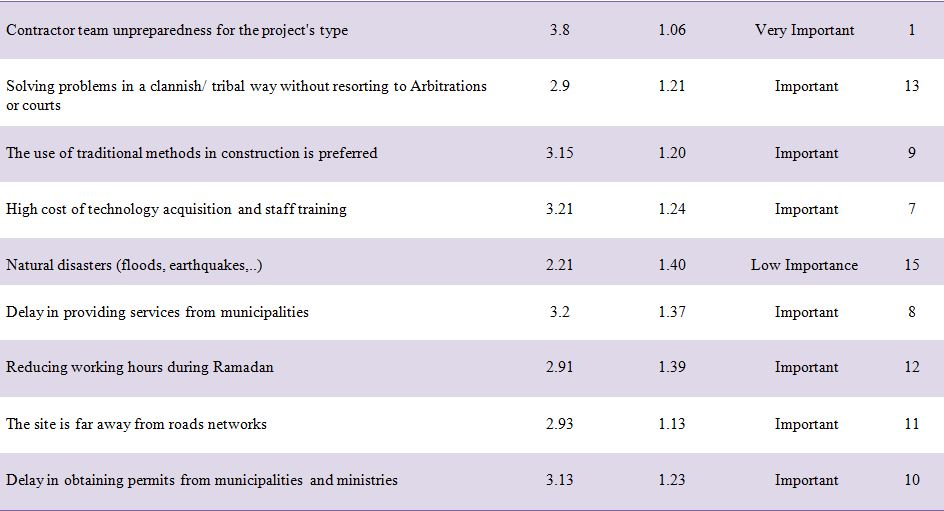 Contractor team unpreparedness for the project's type 3.8 1.06 Very Important 1
Solving problems in a clannish/ tribal way without resorting to Arbitrations 2.9 1.21 Important 13
or courts
The use of traditional methods in construction is preferred 3.15 1.20 Important 9
High cost of technology acquisition and staff training 3.21 1.24 Important 7
Natural disasters (floods, earthquakes,..) 2.21 1.40 Low Importance 15
Delay in providing services from municipalities 3.2 1.37 Important 8
Reducing working hours during Ramadan 2.91 1.39 Important 12
The site is far away from roads networks 2.93 1.13 Important 11
Delay in obtaining permits from municipalities and ministries 3.13 1.23 Important 10